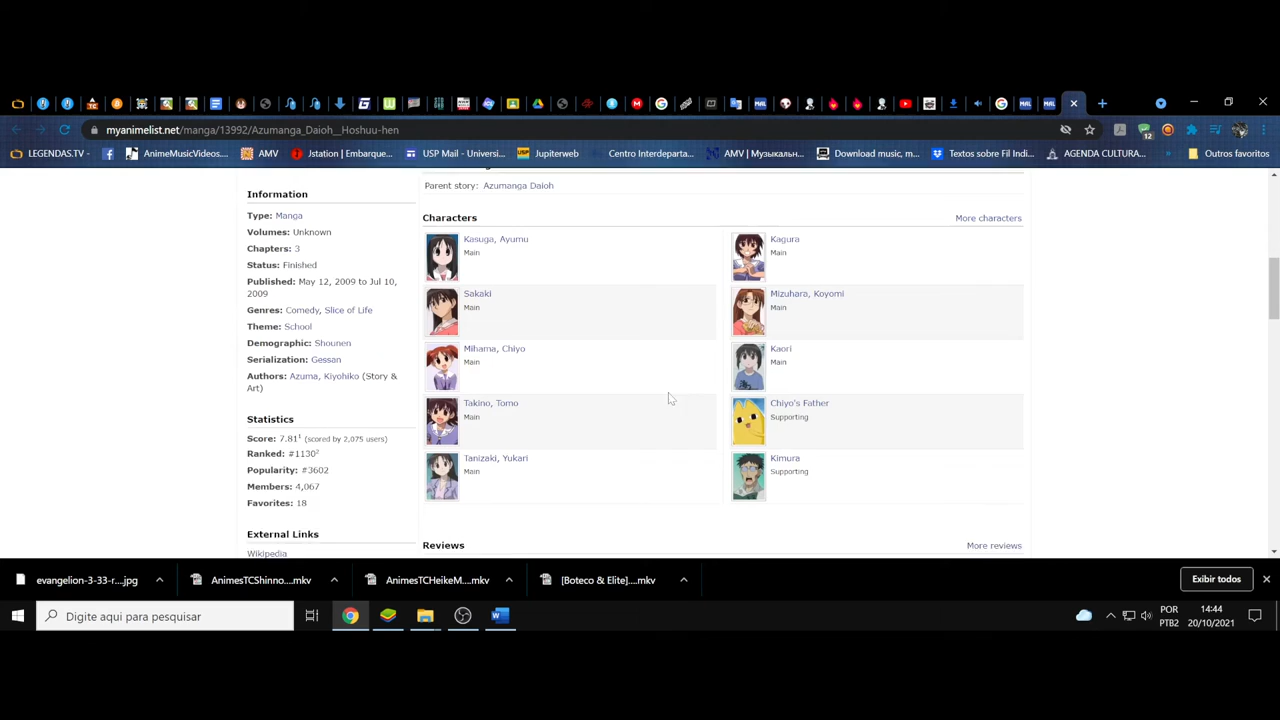 myanimelist.net/manga/13992/Azumanga_Daioh__Hoshuu-hen
12
LEGENDAS.TV -
AnimeMusicVideos...
AMV
Jstation | Embarque...
USP Mail - Universi...
Jupiterweb
Centro Interdeparta...
AMV | Музыкальн...
Download music, m...
Textos sobre Fil Indi...
AGENDA CULTURA...
»
Outros favoritos
Information
Type: Manga
Volumes: Unknown
Chapters: 3
Status: Finished
Published: May 12, 2009 to Jul 10,
2009
Genres: Comedy, Slice of Life
Theme: School
Demographic: Shounen
Serialization: Gessan
Authors: Azuma, Kiyohiko (Story &
Art)
Statistics
Score: 7.81¹ (scored by 2,075 users)
Ranked: #1130²
Popularity: #3602
Members: 4,067
Favorites: 18
External Links
Wikipedia
Parent story: Azumanga Daioh
Characters
More characters
Kasuga, Ayumu
Main
Kagura
Main
Sakaki
Main
Mizuhara, Koyomi
Main
Mihama, Chiyo
Main
Kaori
Main
Takino, Tomo
Main
Chiyo's Father
Supporting
Tanizaki, Yukari
Main
Kimura
Supporting
Reviews
More reviews
evangelion-3-33-r....jpg
AnimesTCShinno....mkv
AnimesTCHeikeM....mkv
[Boteco & Elite]....mkv
Exibir todos
Digite aqui para pesquisar
POR
PTB2
14:44
20/10/2021